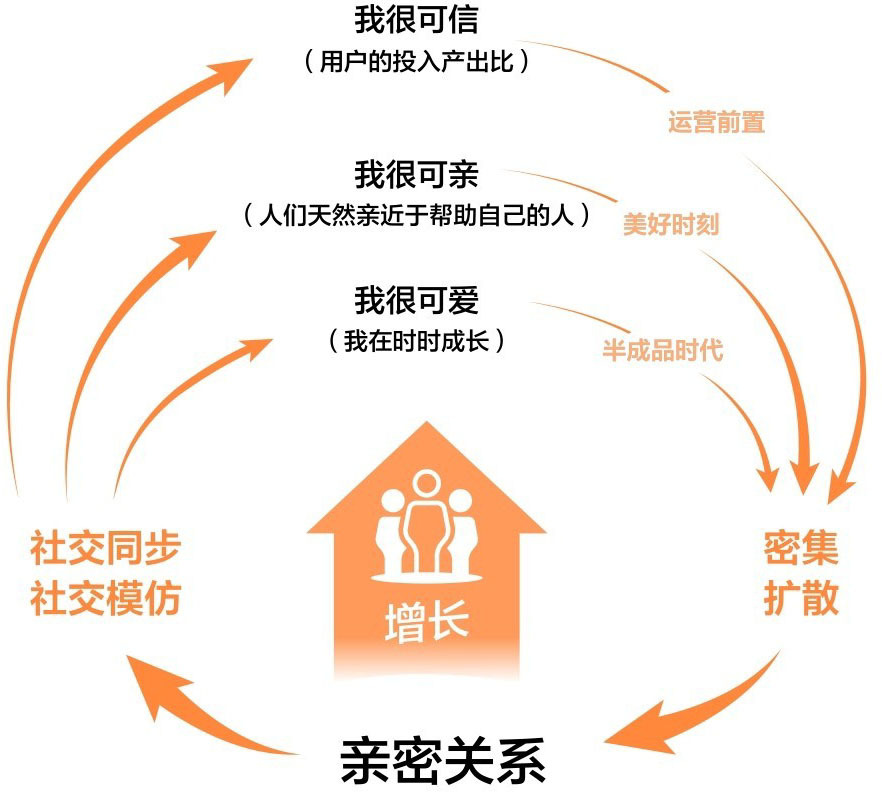 我很可信
（用户的投入产出比）
运营前置
我很可亲
（人们天然亲近于帮助自己的人）
美好时刻
我很可爱
（我在时时成长）
半成品时代
社交同步
社交模仿
密集
扩散
增长
亲密关系